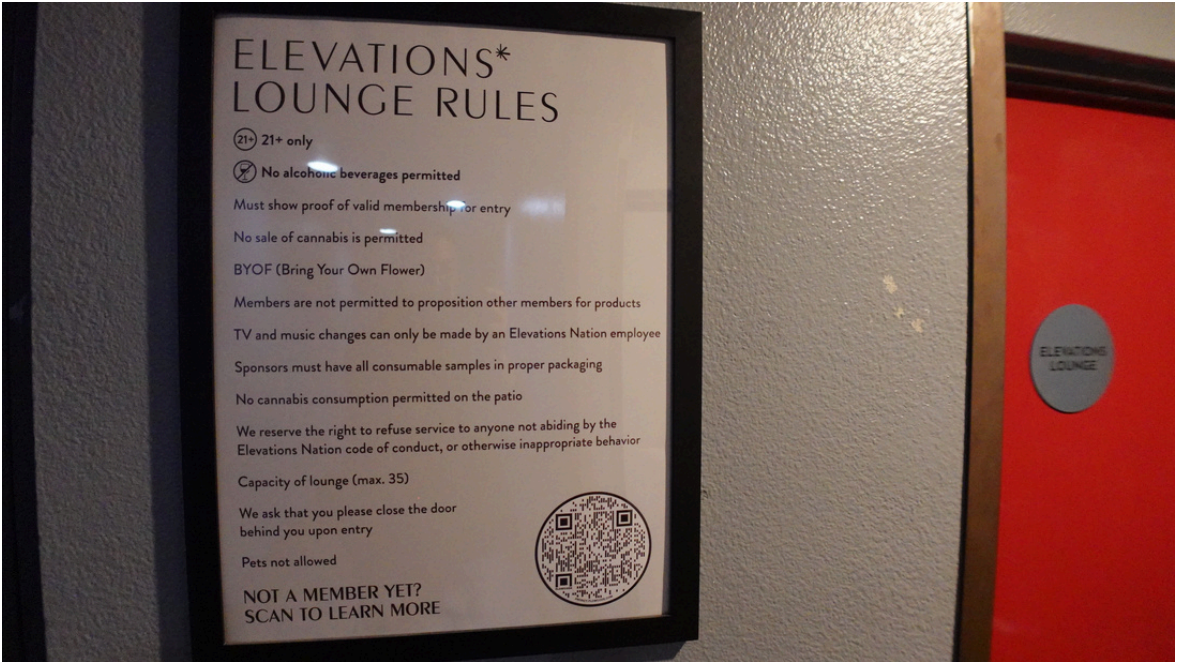 ELEVATIONS*
LOUNGE RULES
21+ 21+ only
No alcoholic beverages permitted
Must show proof of valid membership for entry
No sale of cannabis is permitted
BYOF (Bring Your Own Flower)
Members are not permitted to proposition other members for products
TV and music changes can only be made by an Elevations Nation employee
Sponsors must have all consumable samples in proper packaging
No cannabis consumption permitted on the patio
We reserve the right to refuse service to anyone not abiding by the
Elevations Nation code of conduct, or otherwise inappropriate behavior
Capacity of lounge (max. 35)
We ask that you please close the door
behind you upon entry
Pets not allowed
NOT A MEMBER YET?
SCAN TO LEARN MORE
ELEVATIONS
LOUNGE